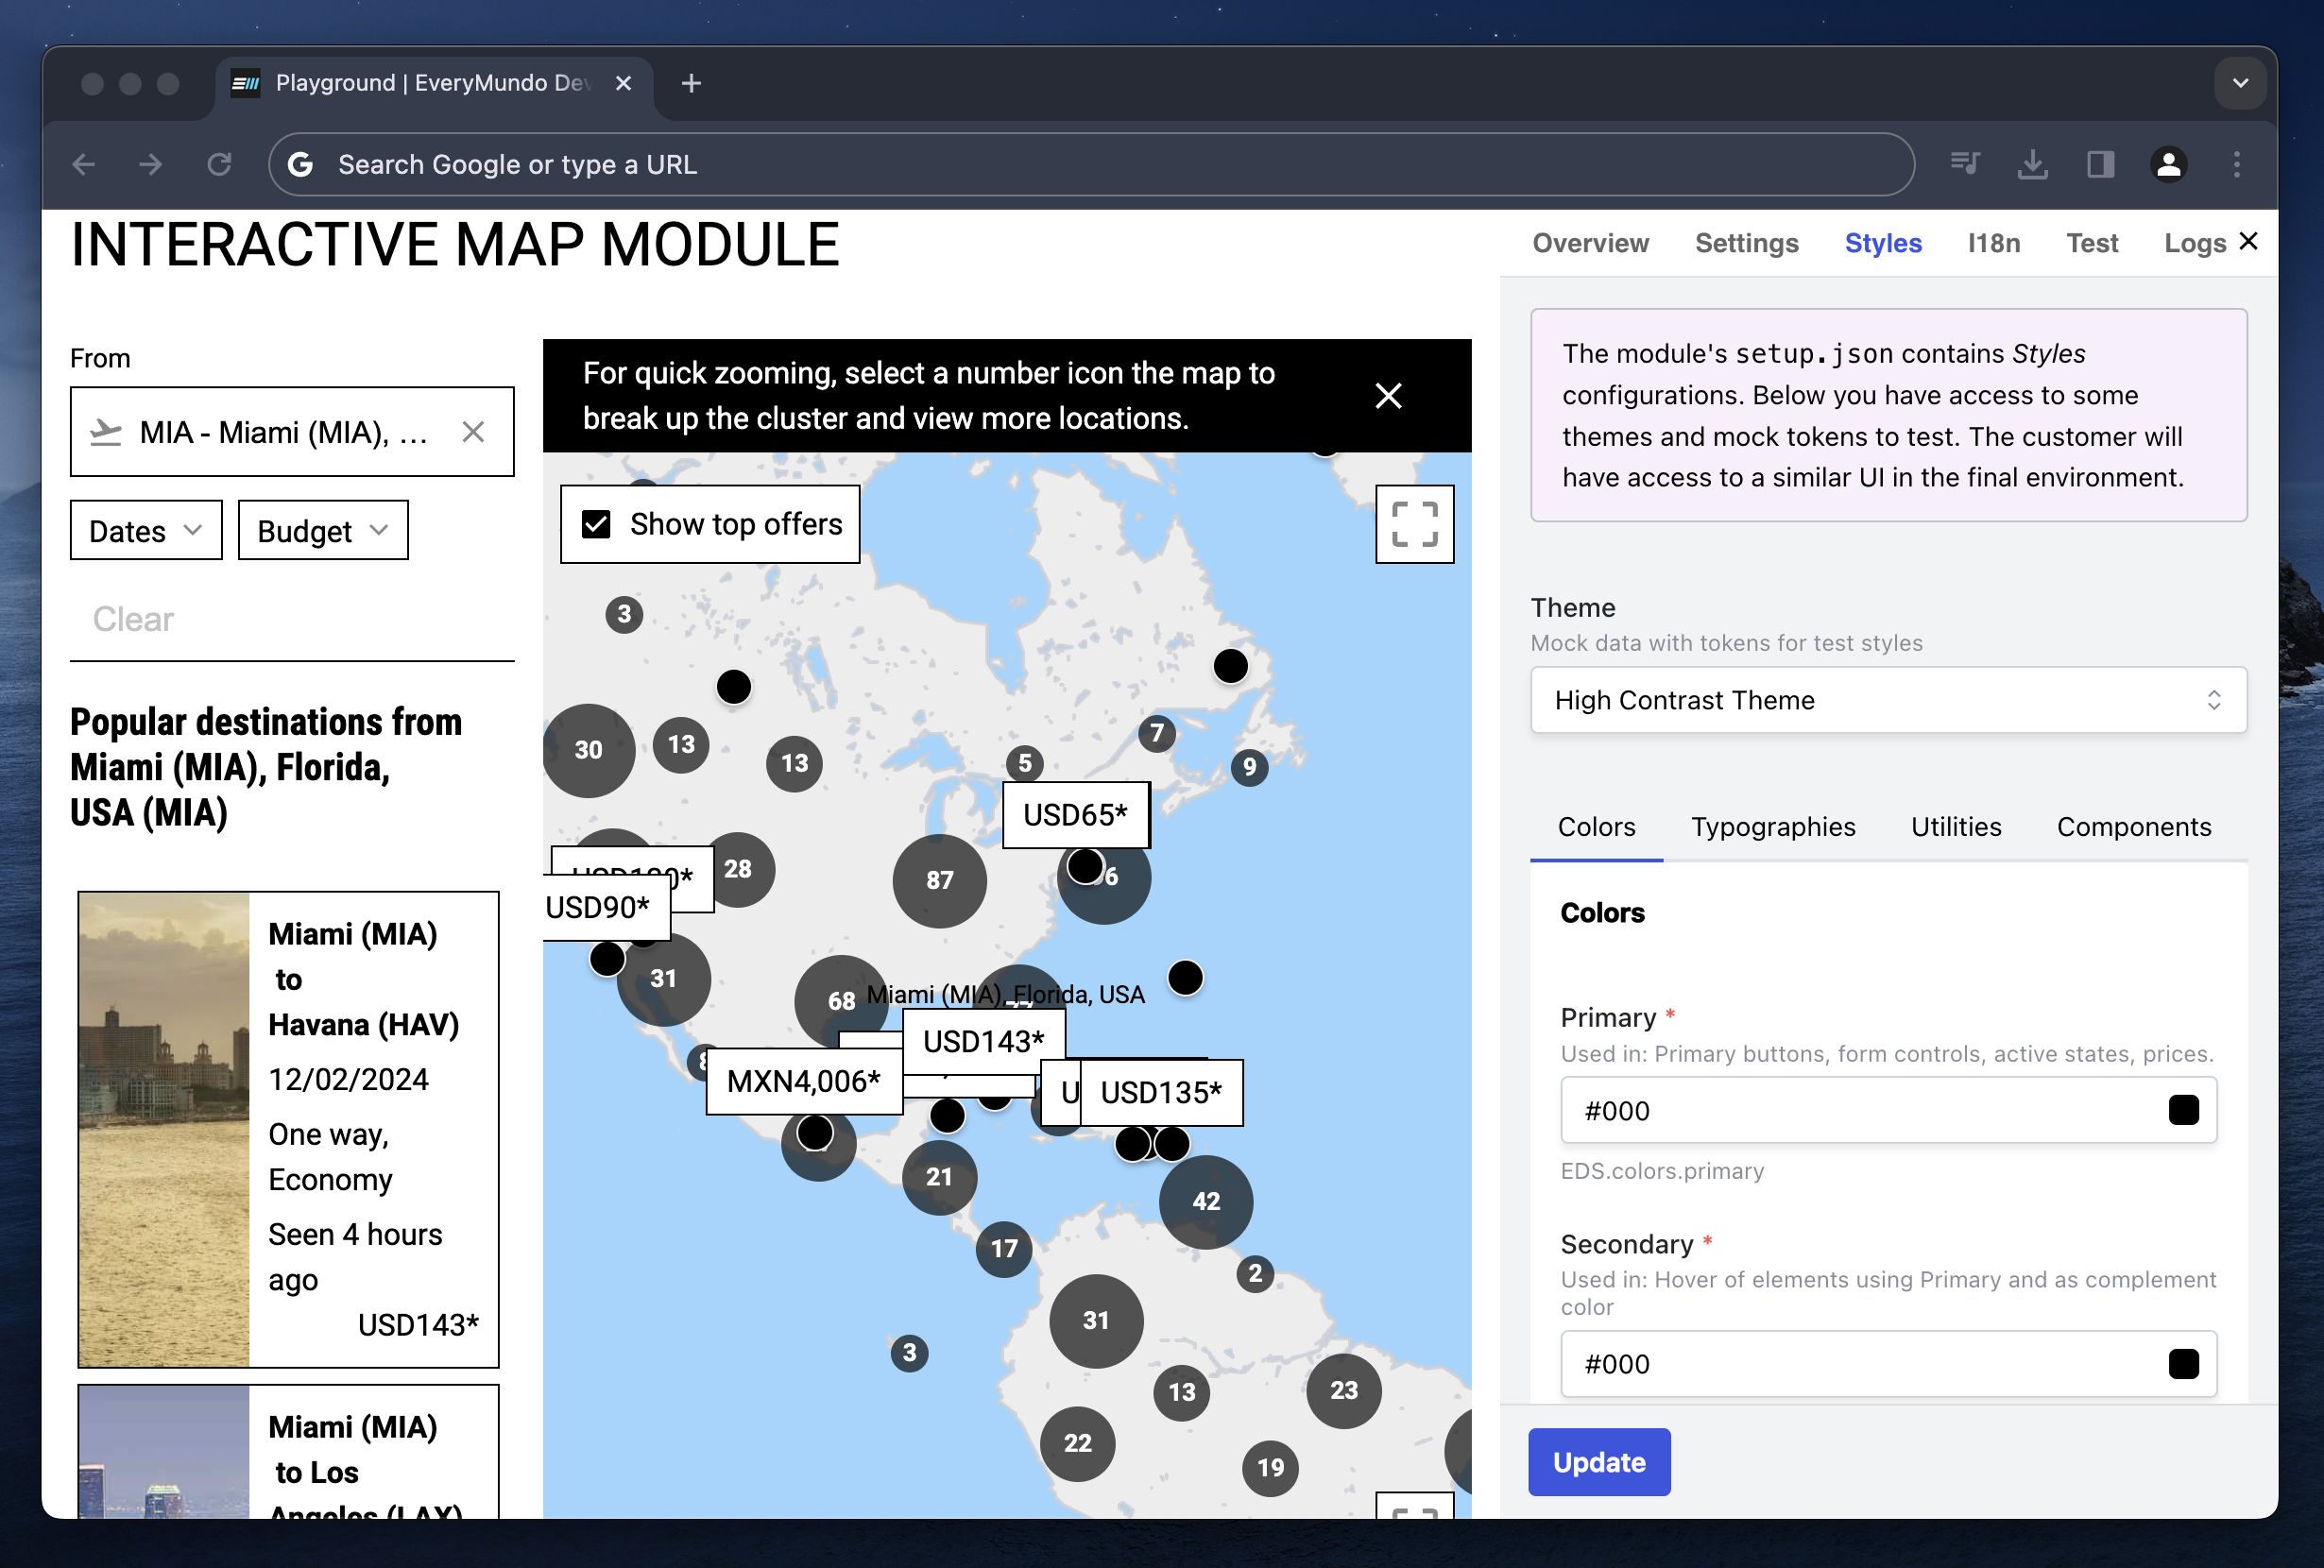 Playground | EveryMundo De
Search Google or type a URL
INTERACTIVE MAP MODULE
From
MIA - Miami (MIA), ...
Dates
Budget
Clear
Popular destinations from
Miami (MIA), Florida,
USA (MIA)
Miami (MIA)
to
Havana (HAV)
12/02/2024
One way,
Economy
Seen 4 hours
ago
USD143*
Miami (MIA)
to Los
Angeles (LAX)
For quick zooming, select a number icon the map to
break up the cluster and view more locations.
Show top offers
3
30
13
13
5
7
9
USD65*
28
87
6
USD90*
31
68
Miami (MIA), Florida, USA
USD143*
MXN4,006*
U
USD135*
21
42
17
2
31
3
13
23
22
19
Overview
Settings
Styles
I18n
Test
Logs
The module's setup.json contains Styles
configurations. Below you have access to some
themes and mock tokens to test. The customer will
have access to a similar UI in the final environment.
Theme
Mock data with tokens for test styles
High Contrast Theme
Colors
Typographies
Utilities
Components
Colors
Primary *
Used in: Primary buttons, form controls, active states, prices.
#000
EDS.colors.primary
Secondary *
Used in: Hover of elements using Primary and as complement
color
#000
Update